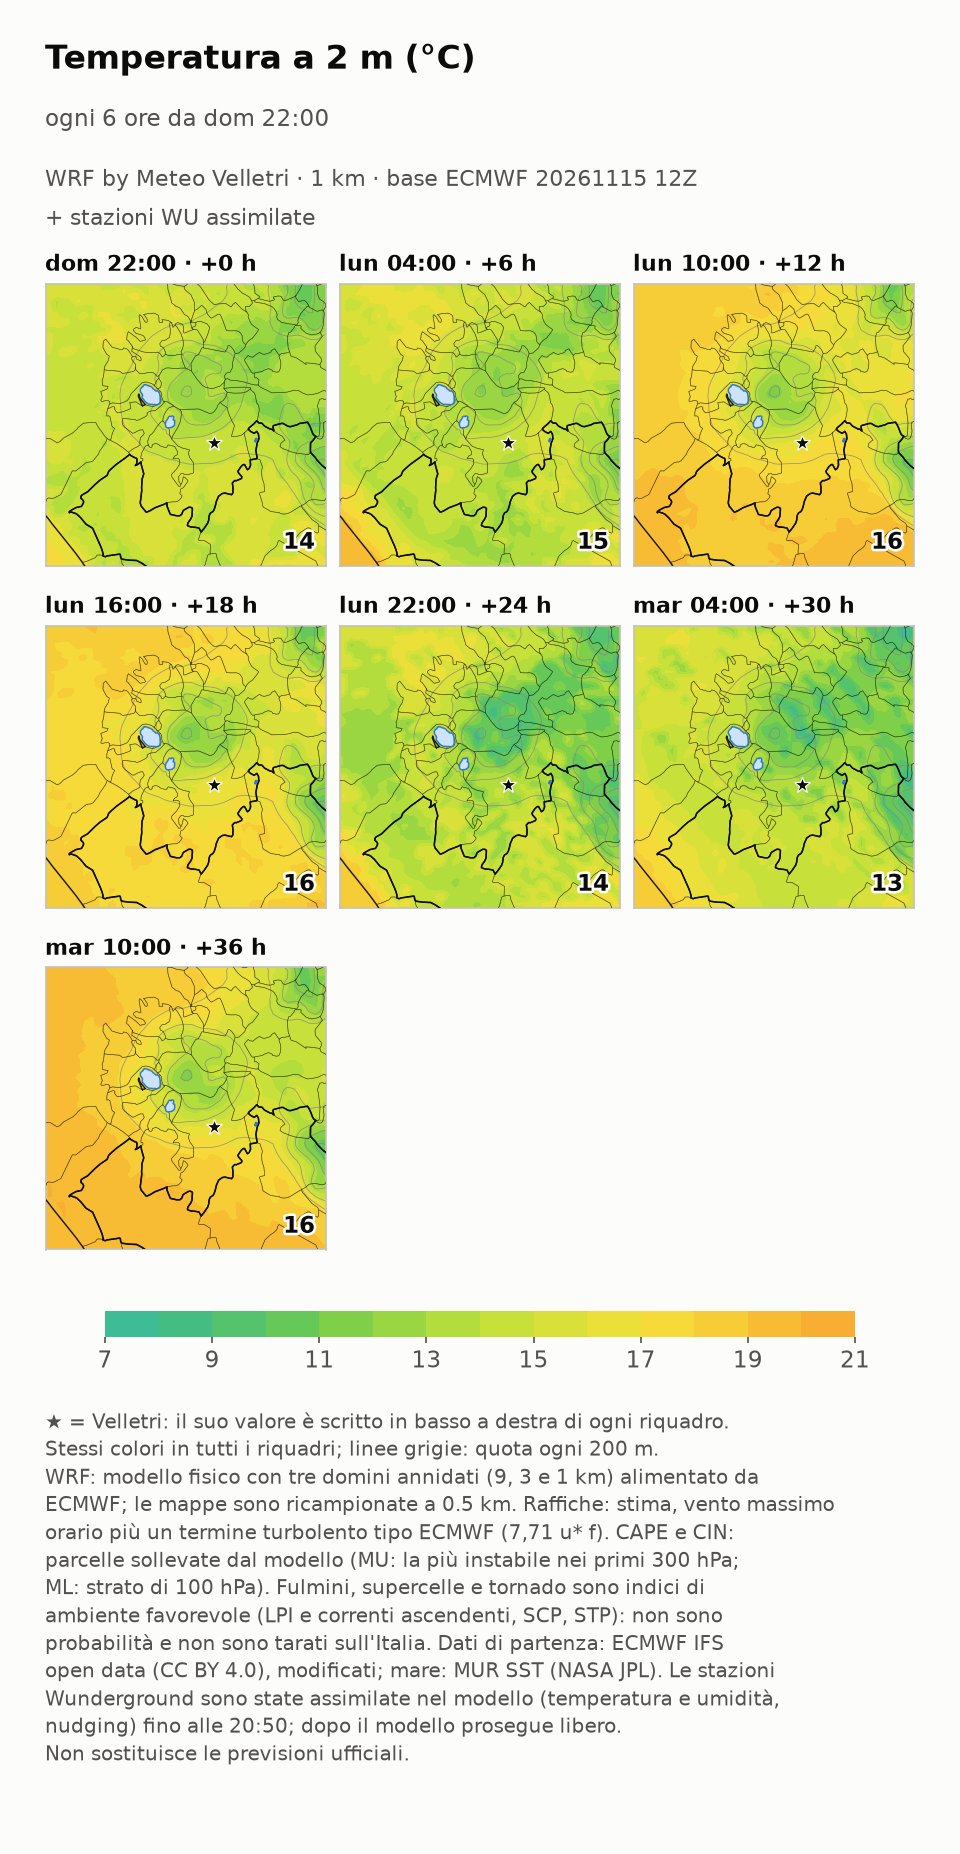 Temperatura a 2 m (°C)
ogni 6 ore da dom 22:00
WRF by Meteo Velletri · 1 km · base ECMWF 20261115 12Z
+ stazioni WU assimilate
dom 22:00 · +0 h
lun 04:00 · +6 h
lun 10:00 · +12 h
14
15
16
lun 16:00 · +18 h
lun 22:00 · +24 h
mar 04:00 · +30 h
16
14
13
mar 10:00 · +36 h
16
7 9 11 13 15 17 19 21
★ = Velletri: il suo valore è scritto in basso a destra di ogni riquadro.
Stessi colori in tutti i riquadri; linee grigie: quota ogni 200 m.
WRF: modello fisico con tre domini annidati (9, 3 e 1 km) alimentato da
ECMWF; le mappe sono ricampionate a 0.5 km. Raffiche: stima, vento massimo
orario più un termine turbolento tipo ECMWF (7,71 u* f). CAPE e CIN:
parcelle sollevate dal modello (MU: la più instabile nei primi 300 hPa;
ML: strato di 100 hPa). Fulmini, supercelle e tornado sono indici di
ambiente favorevole (LPI e correnti ascendenti, SCP, STP): non sono
probabilità e non sono tarati sull'Italia. Dati di partenza: ECMWF IFS
open data (CC BY 4.0), modificati; mare: MUR SST (NASA JPL). Le stazioni
Wunderground sono state assimilate nel modello (temperatura e umidità,
nudging) fino alle 20:50; dopo il modello prosegue libero.
Non sostituisce le previsioni ufficiali.